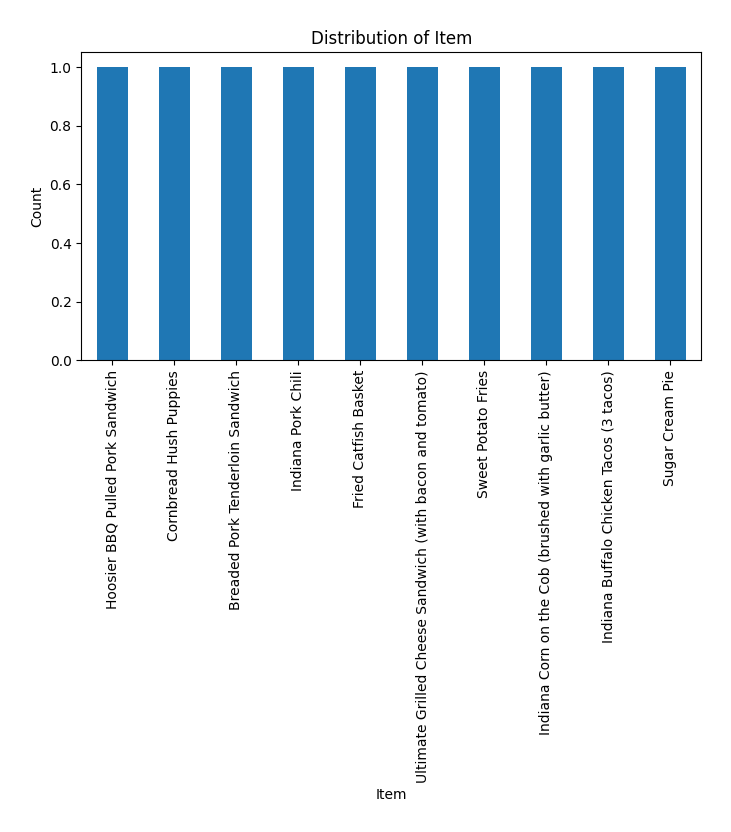 Distribution of Item
Count
1.0
0.8
0.6
0.4
0.2
0.0
Hoosier BBQ Pulled Pork Sandwich
Cornbread Hush Puppies
Breaded Pork Tenderloin Sandwich
Indiana Pork Chili
Fried Catfish Basket
Ultimate Grilled Cheese Sandwich (with bacon and tomato)
Sweet Potato Fries
Indiana Corn on the Cob (brushed with garlic butter)
Indiana Buffalo Chicken Tacos (3 tacos)
Sugar Cream Pie
Item